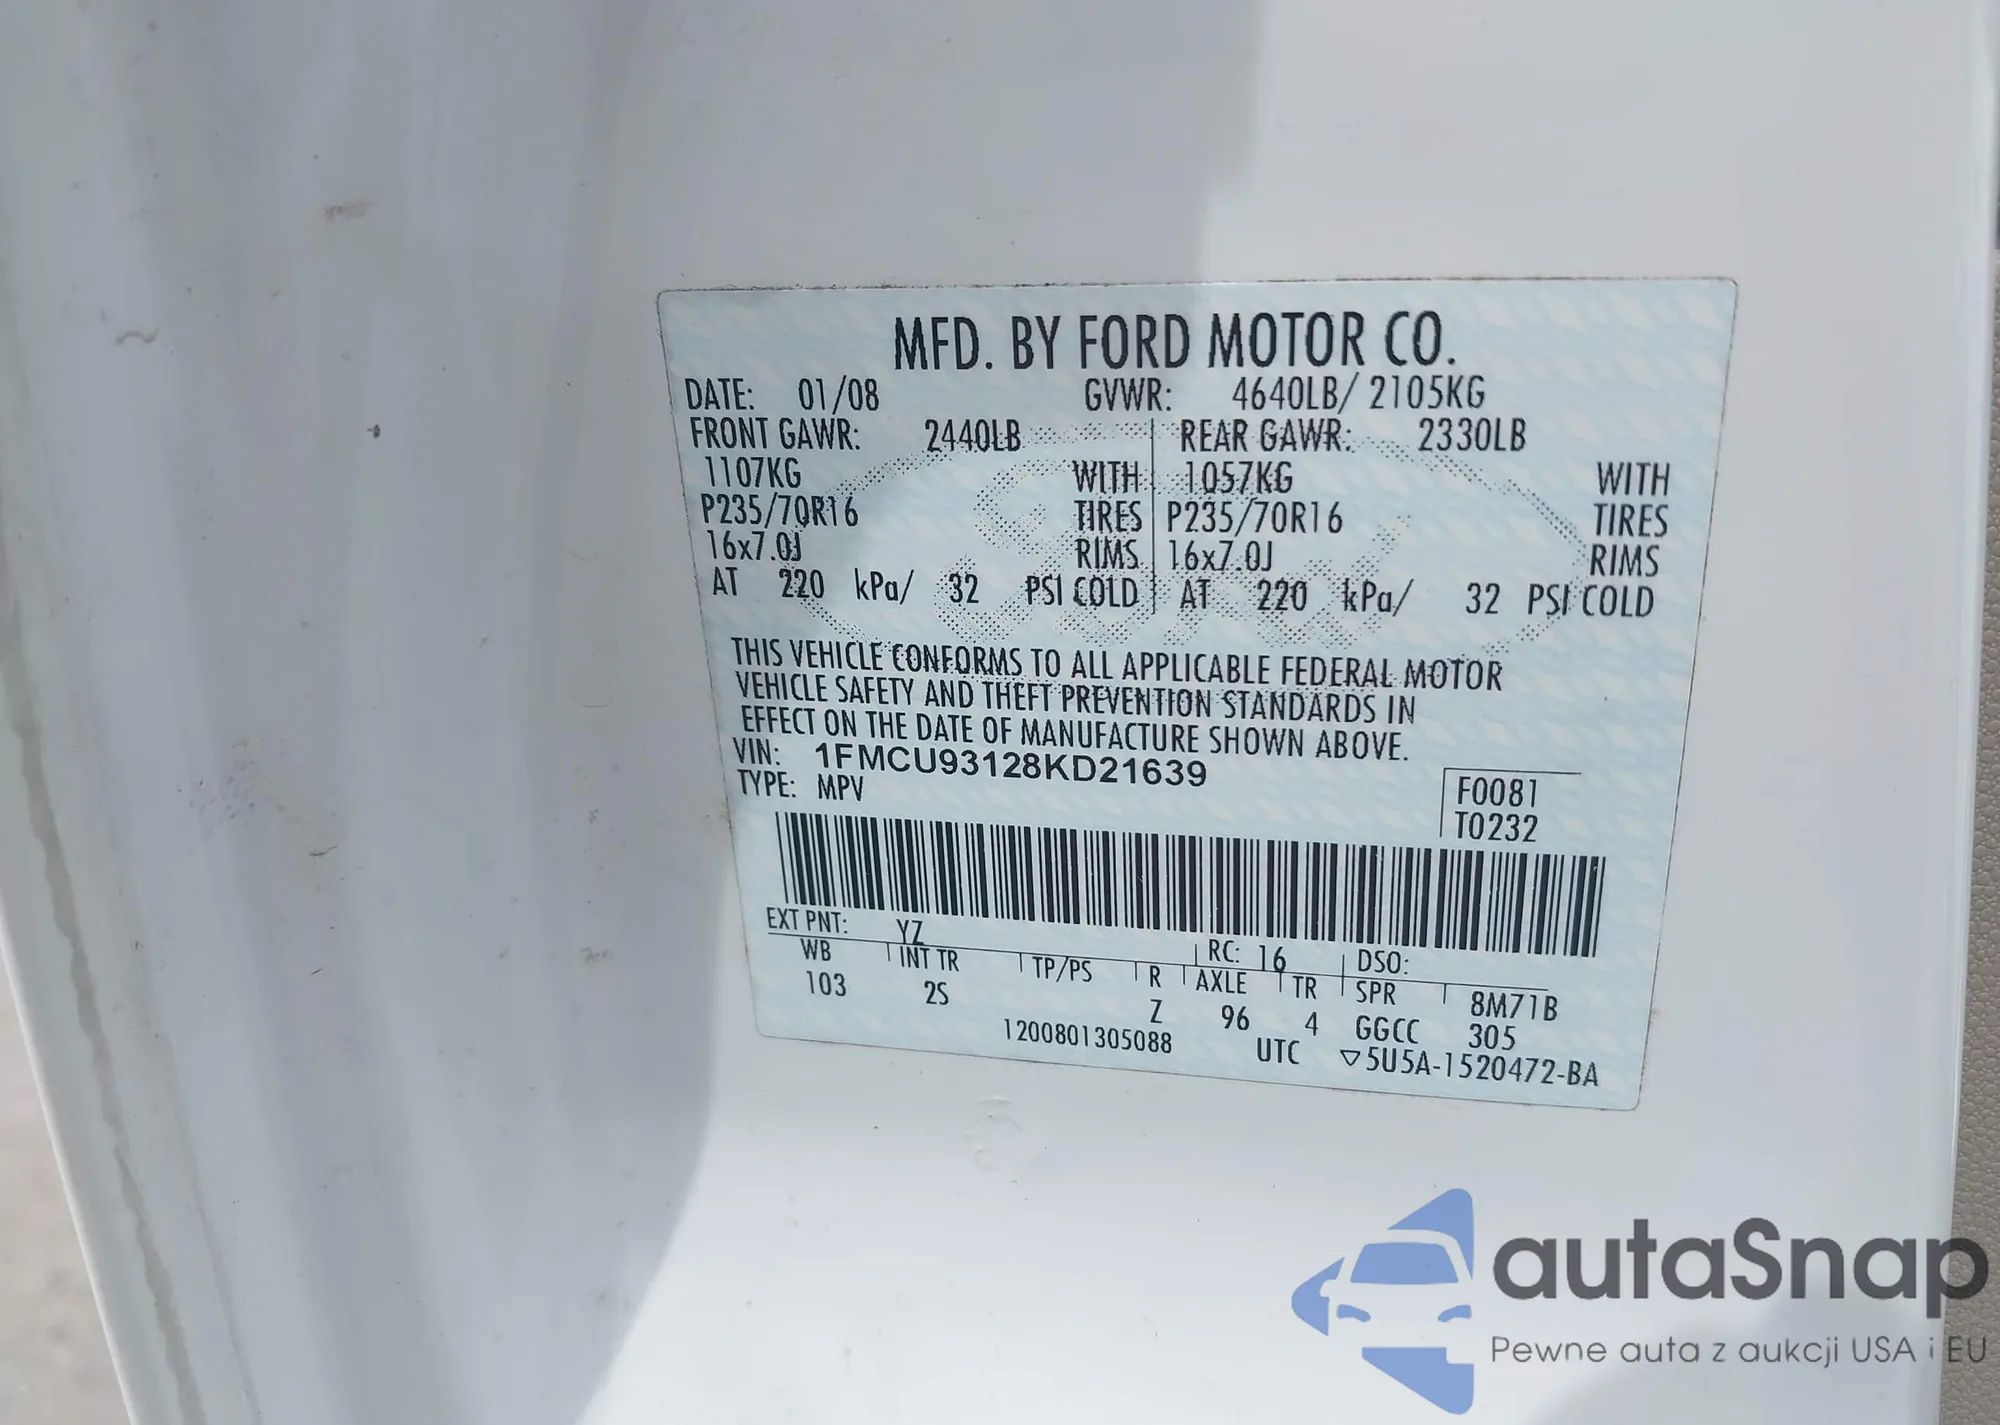 MFD. BY FORD MOTOR CO.
DATE: 01/08 GVWR: 4640LB/ 2105KG
FRONT GAWR: 2440LB REAR GAWR: 2330LB
1107KG WITH 1057KG WITH
P235/70R16 TIRES P235/70R16 TIRES
16x7.0J RIMS 16x7.0J RIMS
AT 220 kPa/ 32 PSI COLD AT 220 kPa/ 32 PSI COLD
THIS VEHICLE CONFORMS TO ALL APPLICABLE FEDERAL MOTOR
VEHICLE SAFETY AND THEFT PREVENTION STANDARDS IN
EFFECT ON THE DATE OF MANUFACTURE SHOWN ABOVE.
VIN: 1FMCU93128KD21639
TYPE: MPV
F0081
T0232
EXT PNT: YZ RC: 16 DSO:
WB INT TR TP/PS R AXLE TR SPR 8M71B
103 2S Z 96 4 GGCC 305
1200801305088 UTC ▽5U5A-1520472-BA
autaSnap
Pewne auta z aukcji USA i EU